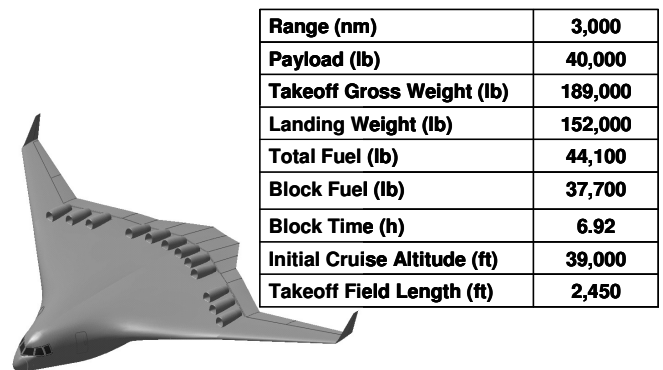 Range (nm) 3,000
Payload (lb) 40,000
Takeoff Gross Weight (lb) 189,000
Landing Weight (lb) 152,000
Total Fuel (lb) 44,100
Block Fuel (lb) 37,700
Block Time (h) 6.92
Initial Cruise Altitude (ft) 39,000
Takeoff Field Length (ft) 2,450